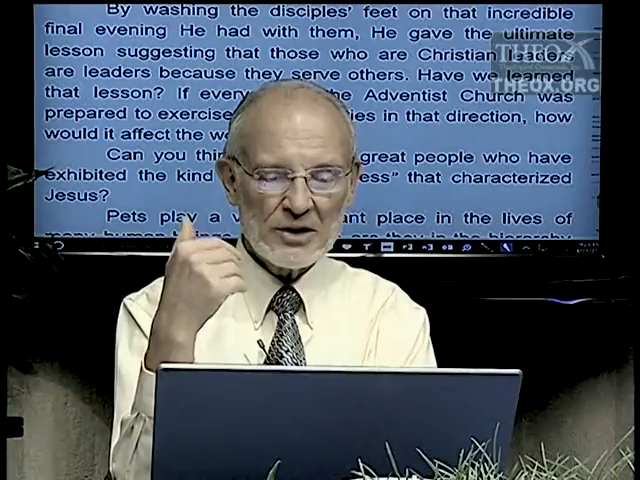 By washing the disciples' feet on that incredible
final evening He had with them, He gave the ultimate
lesson suggesting that those who are Christian leaders
are leaders because they serve others. Have we learned
that lesson? If every the Adventist Church was
prepared to exercise in that direction, how
would it affect the
Can you great people who have
exhibited the kind "that characterized
Jesus?
Pets play a place in the lives of
THEOX
THEOX.ORG